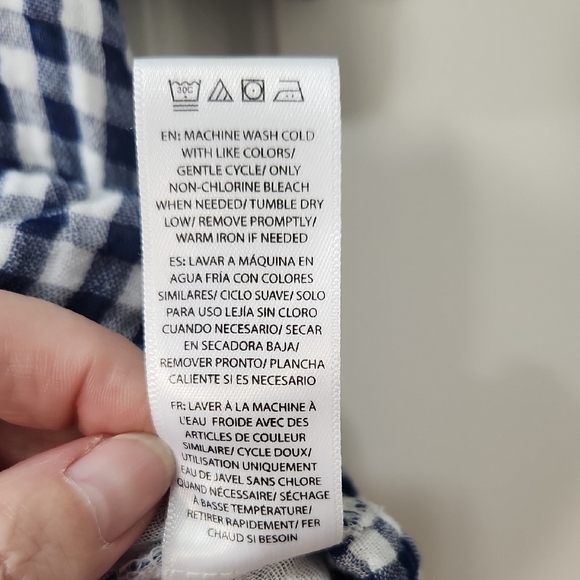 30C
EN: MACHINE WASH COLD
WITH LIKE COLORS/
GENTLE CYCLE/ ONLY
NON-CHLORINE BLEACH
WHEN NEEDED/ TUMBLE DRY
LOW/ REMOVE PROMPTLY/
WARM IRON IF NEEDED
ES: LAVAR A MÁQUINA EN
AGUA FRÍA CON COLORES
SIMILARES/ CICLO SUAVE/ SOLO
PARA USO LEJÍA SIN CLORO
CUANDO NECESARIO/ SECAR
EN SECADORA BAJA/
REMOVER PRONTO/ PLANCHA
CALIENTE SI ES NECESARIO
FR: LAVER À LA MACHINE À
L'EAU FROIDE AVEC DES
ARTICLES DE COULEUR
SIMILAIRE/ CYCLE DOUX/
UTILISATION UNIQUEMENT
EAU DE JAVEL SANS CHLORE
QUAND NÉCESSAIRE/ SÉCHAGE
À BASSE TEMPÉRATURE/
RETIRER RAPIDEMENT/ FER
CHAUD SI BESOIN